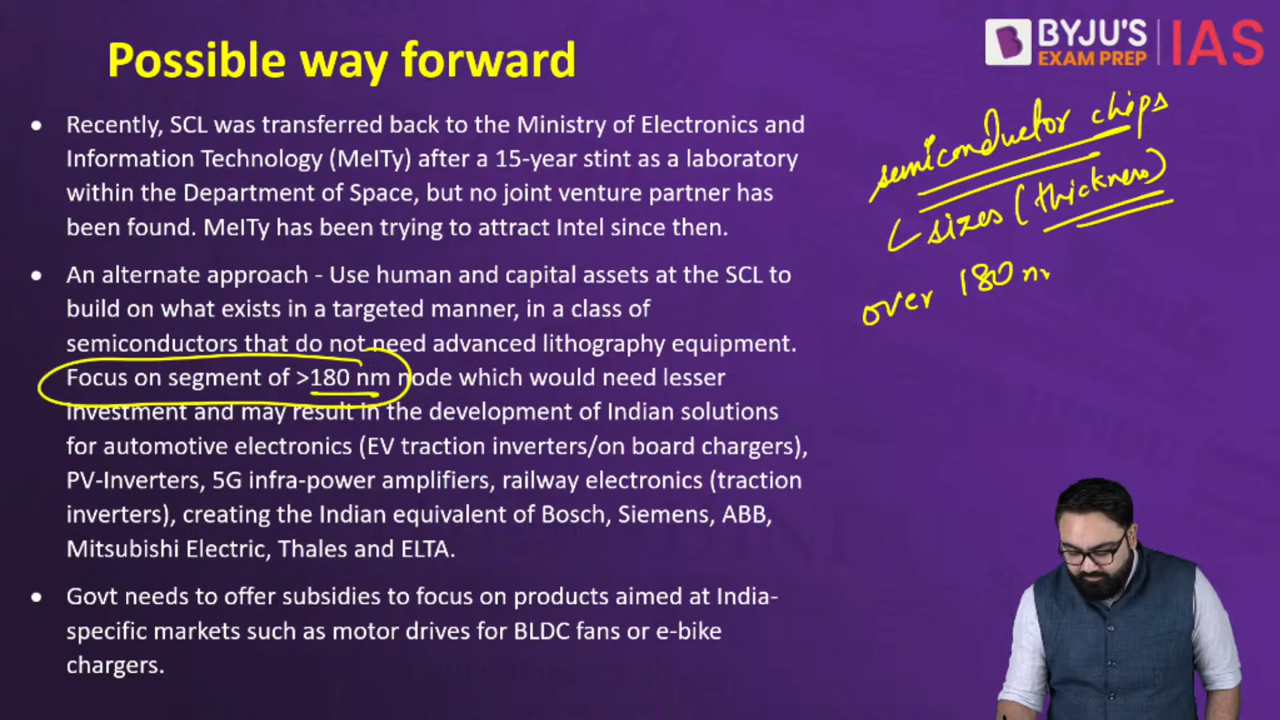 Possible way forward
BYJU'S
EXAM PREP
IAS
• Recently, SCL was transferred back to the Ministry of Electronics and
Information Technology (MeITy) after a 15-year stint as a laboratory
within the Department of Space, but no joint venture partner has
been found. MeITy has been trying to attract Intel since then.
• An alternate approach - Use human and capital assets at the SCL to
build on what exists in a targeted manner, in a class of
semiconductors that do not need advanced lithography equipment.
Focus on segment of >180 nm node which would need lesser
investment and may result in the development of Indian solutions
for automotive electronics (EV traction inverters/on board chargers),
PV-Inverters, 5G infra-power amplifiers, railway electronics (traction
inverters), creating the Indian equivalent of Bosch, Siemens, ABB,
Mitsubishi Electric, Thales and ELTA.
• Govt needs to offer subsidies to focus on products aimed at India-
specific markets such as motor drives for BLDC fans or e-bike
chargers.
semiconductor chips
sizes (thickness)
over 180 nm